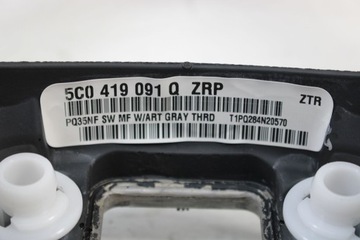 5C0 419 091 Q ZRP
ZTR
PQ35NF SW MF W/ART GRAY THRD T1PQ284N20570